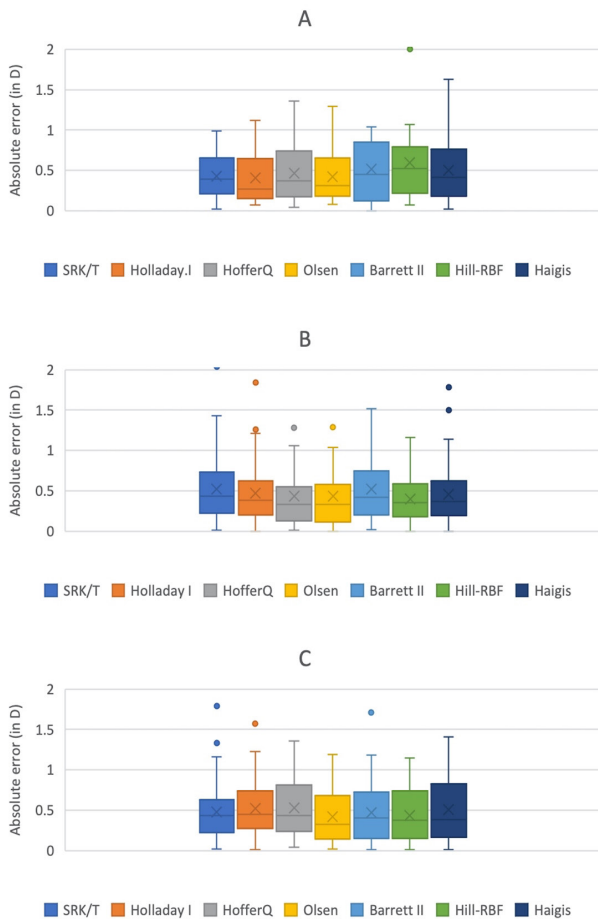 A
Absolute error (in D)
2
1.5
1
0.5
0
SRK/T Holladay.I HofferQ Olsen Barrett II Hill-RBF Haigis
B
Absolute error (in D)
2
1.5
1
0.5
0
SRK/T Holladay I HofferQ Olsen Barrett II Hill-RBF Haigis
C
Absolute error (in D)
2
1.5
1
0.5
0
SRK/T Holladay I HofferQ Olsen Barrett II Hill-RBF Haigis